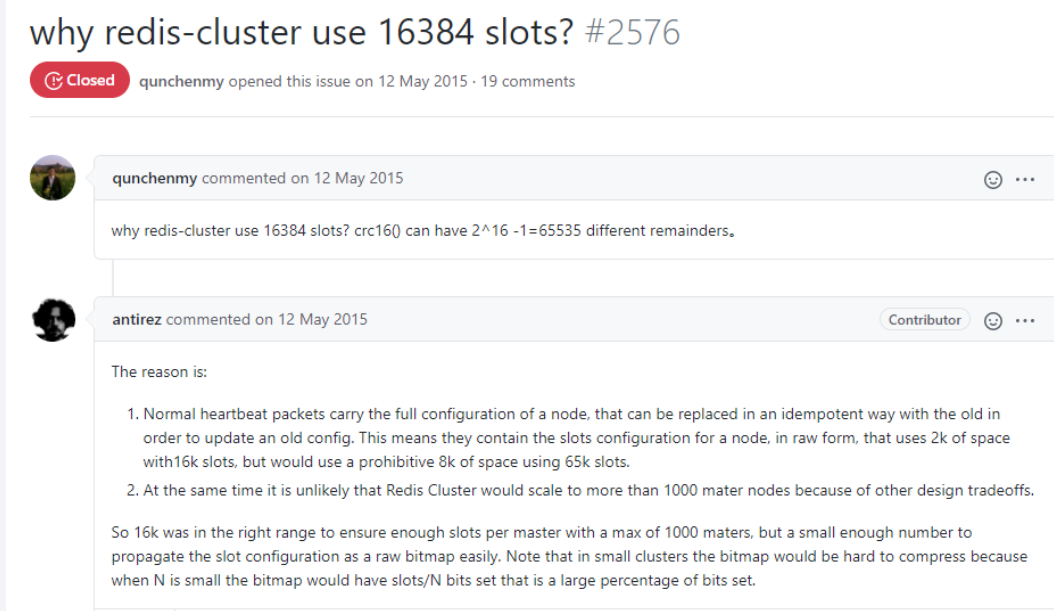 why redis-cluster use 16384 slots? #2576
Closed qunchenmy opened this issue on 12 May 2015 · 19 comments
qunchenmy commented on 12 May 2015
why redis-cluster use 16384 slots? crc16() can have 2^16 -1=65535 different remainders。
antirez commented on 12 May 2015 Contributor
The reason is:
1. Normal heartbeat packets carry the full configuration of a node, that can be replaced in an idempotent way with the old in
order to update an old config. This means they contain the slots configuration for a node, in raw form, that uses 2k of space
with16k slots, but would use a prohibitive 8k of space using 65k slots.
2. At the same time it is unlikely that Redis Cluster would scale to more than 1000 mater nodes because of other design tradeoffs.
So 16k was in the right range to ensure enough slots per master with a max of 1000 maters, but a small enough number to
propagate the slot configuration as a raw bitmap easily. Note that in small clusters the bitmap would be hard to compress because
when N is small the bitmap would have slots/N bits set that is a large percentage of bits set.